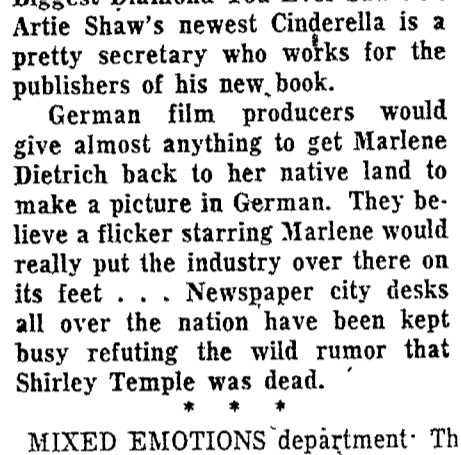 Artie Shaw's newest Cinderella is a
pretty secretary who works for the
publishers of his new book.
German film producers would
give almost anything to get Marlene
Dietrich back to her native land to
make a picture in German. They be-
lieve a flicker starring Marlene would
really put the industry over there on
its feet . . . Newspaper city desks
all over the nation have been kept
busy refuting the wild rumor that
Shirley Temple was dead.
* * *
MIXED EMOTIONS department· Th